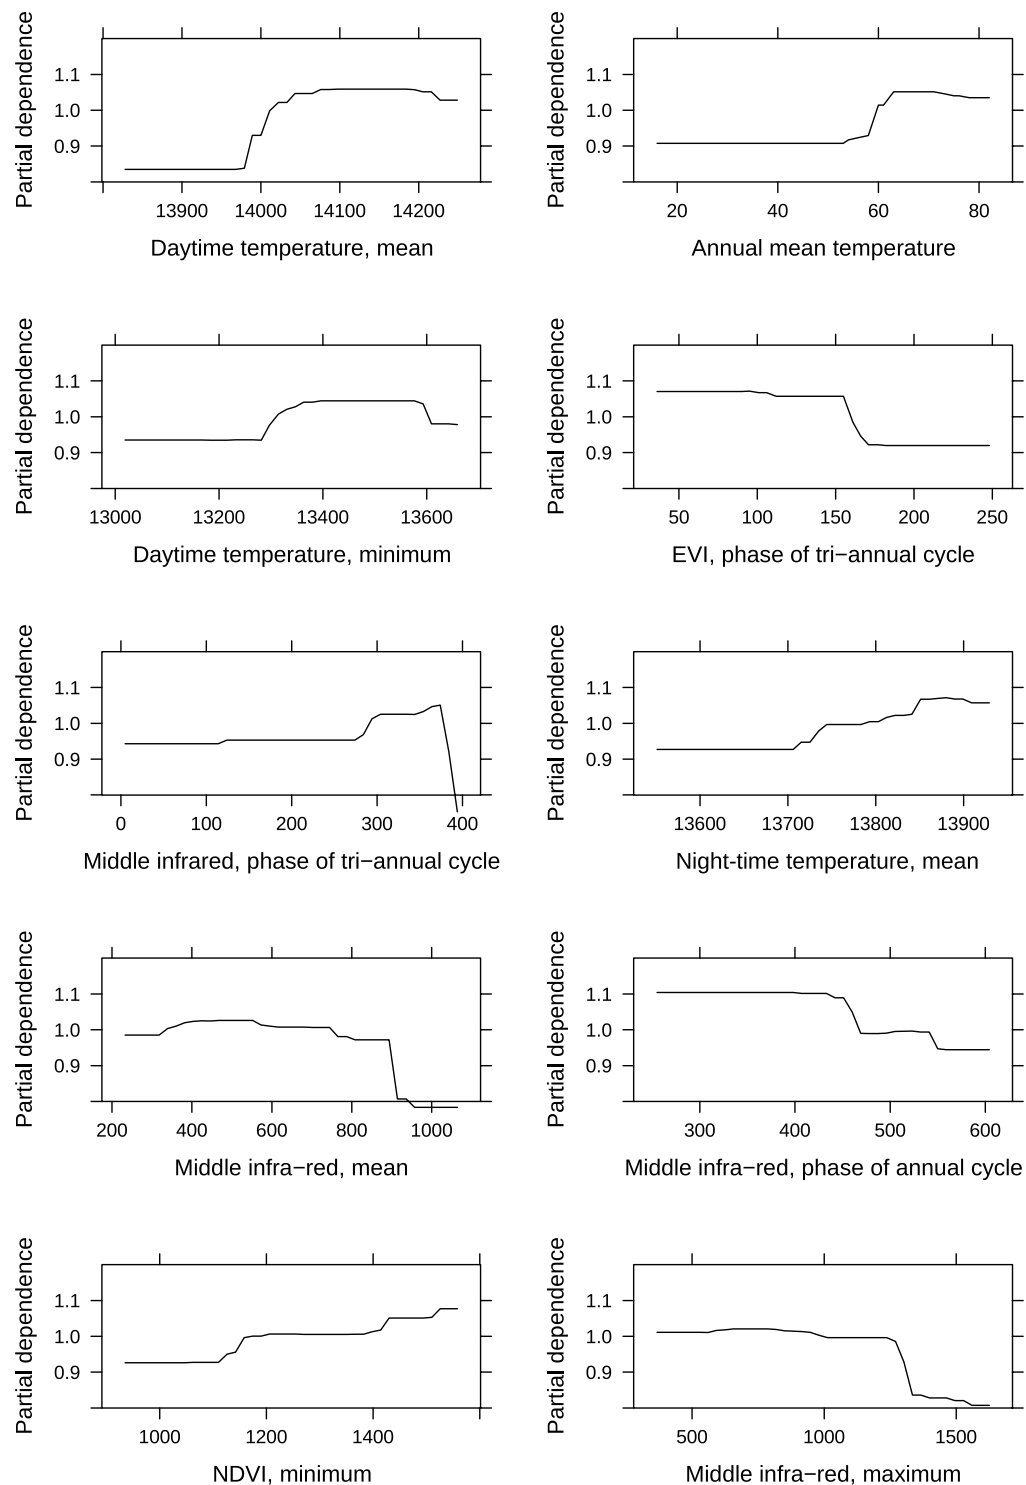 Partial dependence
1.1
1.0
0.9
13900 14000 14100 14200
Daytime temperature, mean
Partial dependence
1.1
1.0
0.9
20 40 60 80
Annual mean temperature
Partial dependence
1.1
1.0
0.9
13000 13200 13400 13600
Daytime temperature, minimum
Partial dependence
1.1
1.0
0.9
50 100 150 200 250
EVI, phase of tri−annual cycle
Partial dependence
1.1
1.0
0.9
0 100 200 300 400
Middle infrared, phase of tri−annual cycle
Partial dependence
1.1
1.0
0.9
13600 13700 13800 13900
Night-time temperature, mean
Partial dependence
1.1
1.0
0.9
200 400 600 800 1000
Middle infra−red, mean
Partial dependence
1.1
1.0
0.9
300 400 500 600
Middle infra−red, phase of annual cycle
Partial dependence
1.1
1.0
0.9
1000 1200 1400
NDVI, minimum
Partial dependence
1.1
1.0
0.9
500 1000 1500
Middle infra−red, maximum